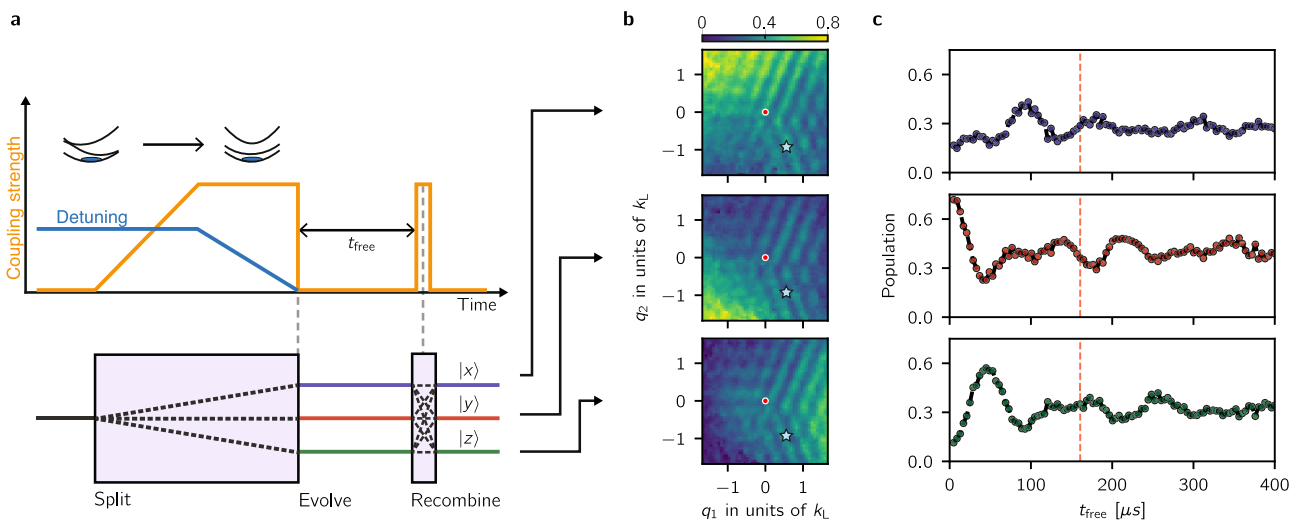 a
Coupling strength
Detuning
t_free
Time
|x⟩
|y⟩
|z⟩
Split
Evolve
Recombine
b
0 0.4 0.8
1
0
−1
1
0
−1
1
0
−1
q₂ in units of k_L
−1 0 1
q₁ in units of k_L
c
0.6
0.3
0.0
0.6
0.3
0.0
0.6
0.3
0.0
Population
0 100 200 300 400
t_free [μs]